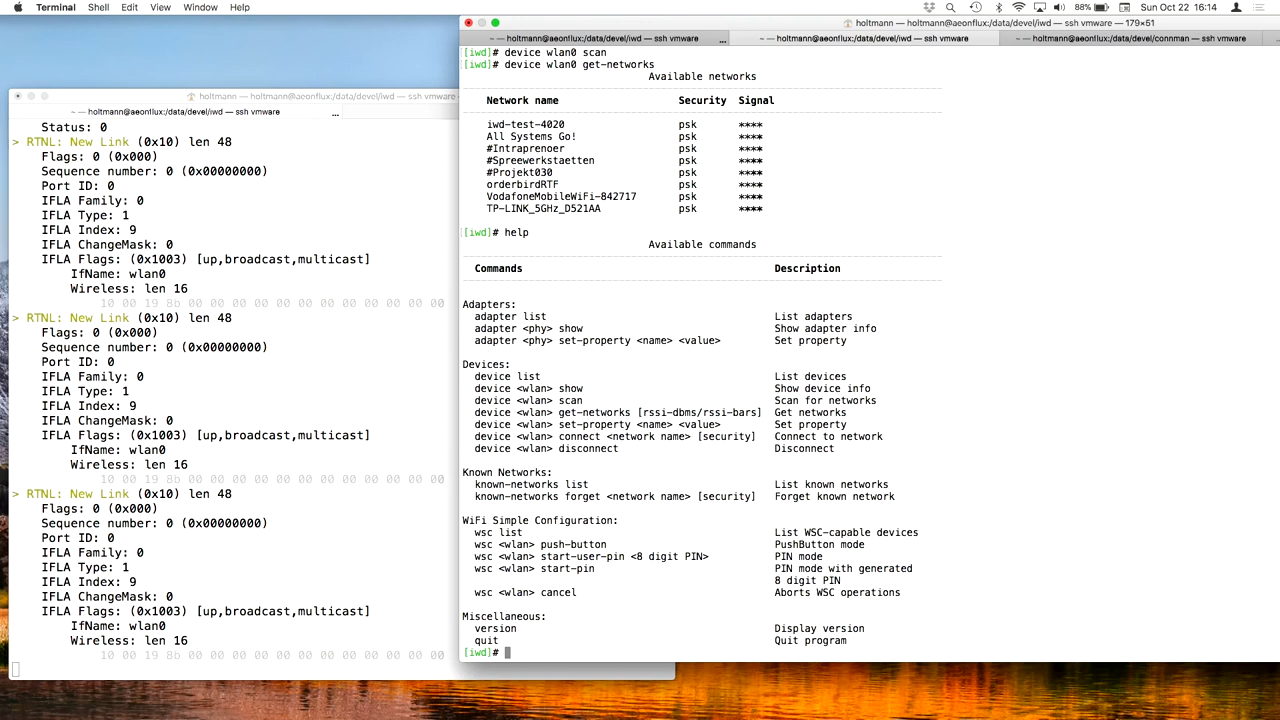 Terminal Shell Edit View Window Help 88% Sun Oct 22 16:14
holtmann@aeonflux:/data/devel/iwd — ssh vmware — 179×51
~ — holtmann@aeonflux:/data/devel/iwd — ssh vmware ... ~ — holtmann@aeonflux:/data/devel/iwd — ssh vmware ~ — holtmann@aeonflux:/data/devel/connman — ssh vmware
[iwd]# device wlan0 scan
[iwd]# device wlan0 get-networks
Available networks
Network name Security Signal
iwd-test-4020 psk ****
All Systems Go! psk ****
#Intraprenoer psk ****
#Spreewerkstaetten psk ****
#Projekt030 psk ****
orderbirdRTF psk ****
VodafoneMobileWiFi-842717 psk ****
TP-LINK_5GHz_D521AA psk ****
[iwd]# help
Available commands
Commands Description
Adapters:
adapter list List adapters
adapter <phy> show Show adapter info
adapter <phy> set-property <name> <value> Set property
Devices:
device list List devices
device <wlan> show Show device info
device <wlan> scan Scan for networks
device <wlan> get-networks [rssi-dbms/rssi-bars] Get networks
device <wlan> set-property <name> <value> Set property
device <wlan> connect <network name> [security] Connect to network
device <wlan> disconnect Disconnect
Known Networks:
known-networks list List known networks
known-networks forget <network name> [security] Forget known network
WiFi Simple Configuration:
wsc list List WSC-capable devices
wsc <wlan> push-button PushButton mode
wsc <wlan> start-user-pin <8 digit PIN> PIN mode
wsc <wlan> start-pin PIN mode with generated
8 digit PIN
wsc <wlan> cancel Aborts WSC operations
Miscellaneous:
version Display version
quit Quit program
[iwd]#
holtmann@aeonflux:/data/devel/iwd — ssh vmware
~ — holtmann@aeonflux:/data/devel/iwd — ssh vmware ...
Status: 0
> RTNL: New Link (0x10) len 48
Flags: 0 (0x000)
Sequence number: 0 (0x00000000)
Port ID: 0
IFLA Family: 0
IFLA Type: 1
IFLA Index: 9
IFLA ChangeMask: 0
IFLA Flags: (0x1003) [up,broadcast,multicast]
IfName: wlan0
Wireless: len 16
10 00 19 8b 00 00 00 00 00 00 00 00 00 00
> RTNL: New Link (0x10) len 48
Flags: 0 (0x000)
Sequence number: 0 (0x00000000)
Port ID: 0
IFLA Family: 0
IFLA Type: 1
IFLA Index: 9
IFLA ChangeMask: 0
IFLA Flags: (0x1003) [up,broadcast,multicast]
IfName: wlan0
Wireless: len 16
10 00 19 8b 00 00 00 00 00 00 00 00 00 00
> RTNL: New Link (0x10) len 48
Flags: 0 (0x000)
Sequence number: 0 (0x00000000)
Port ID: 0
IFLA Family: 0
IFLA Type: 1
IFLA Index: 9
IFLA ChangeMask: 0
IFLA Flags: (0x1003) [up,broadcast,multicast]
IfName: wlan0
Wireless: len 16
10 00 19 8b 00 00 00 00 00 00 00 00 00 00